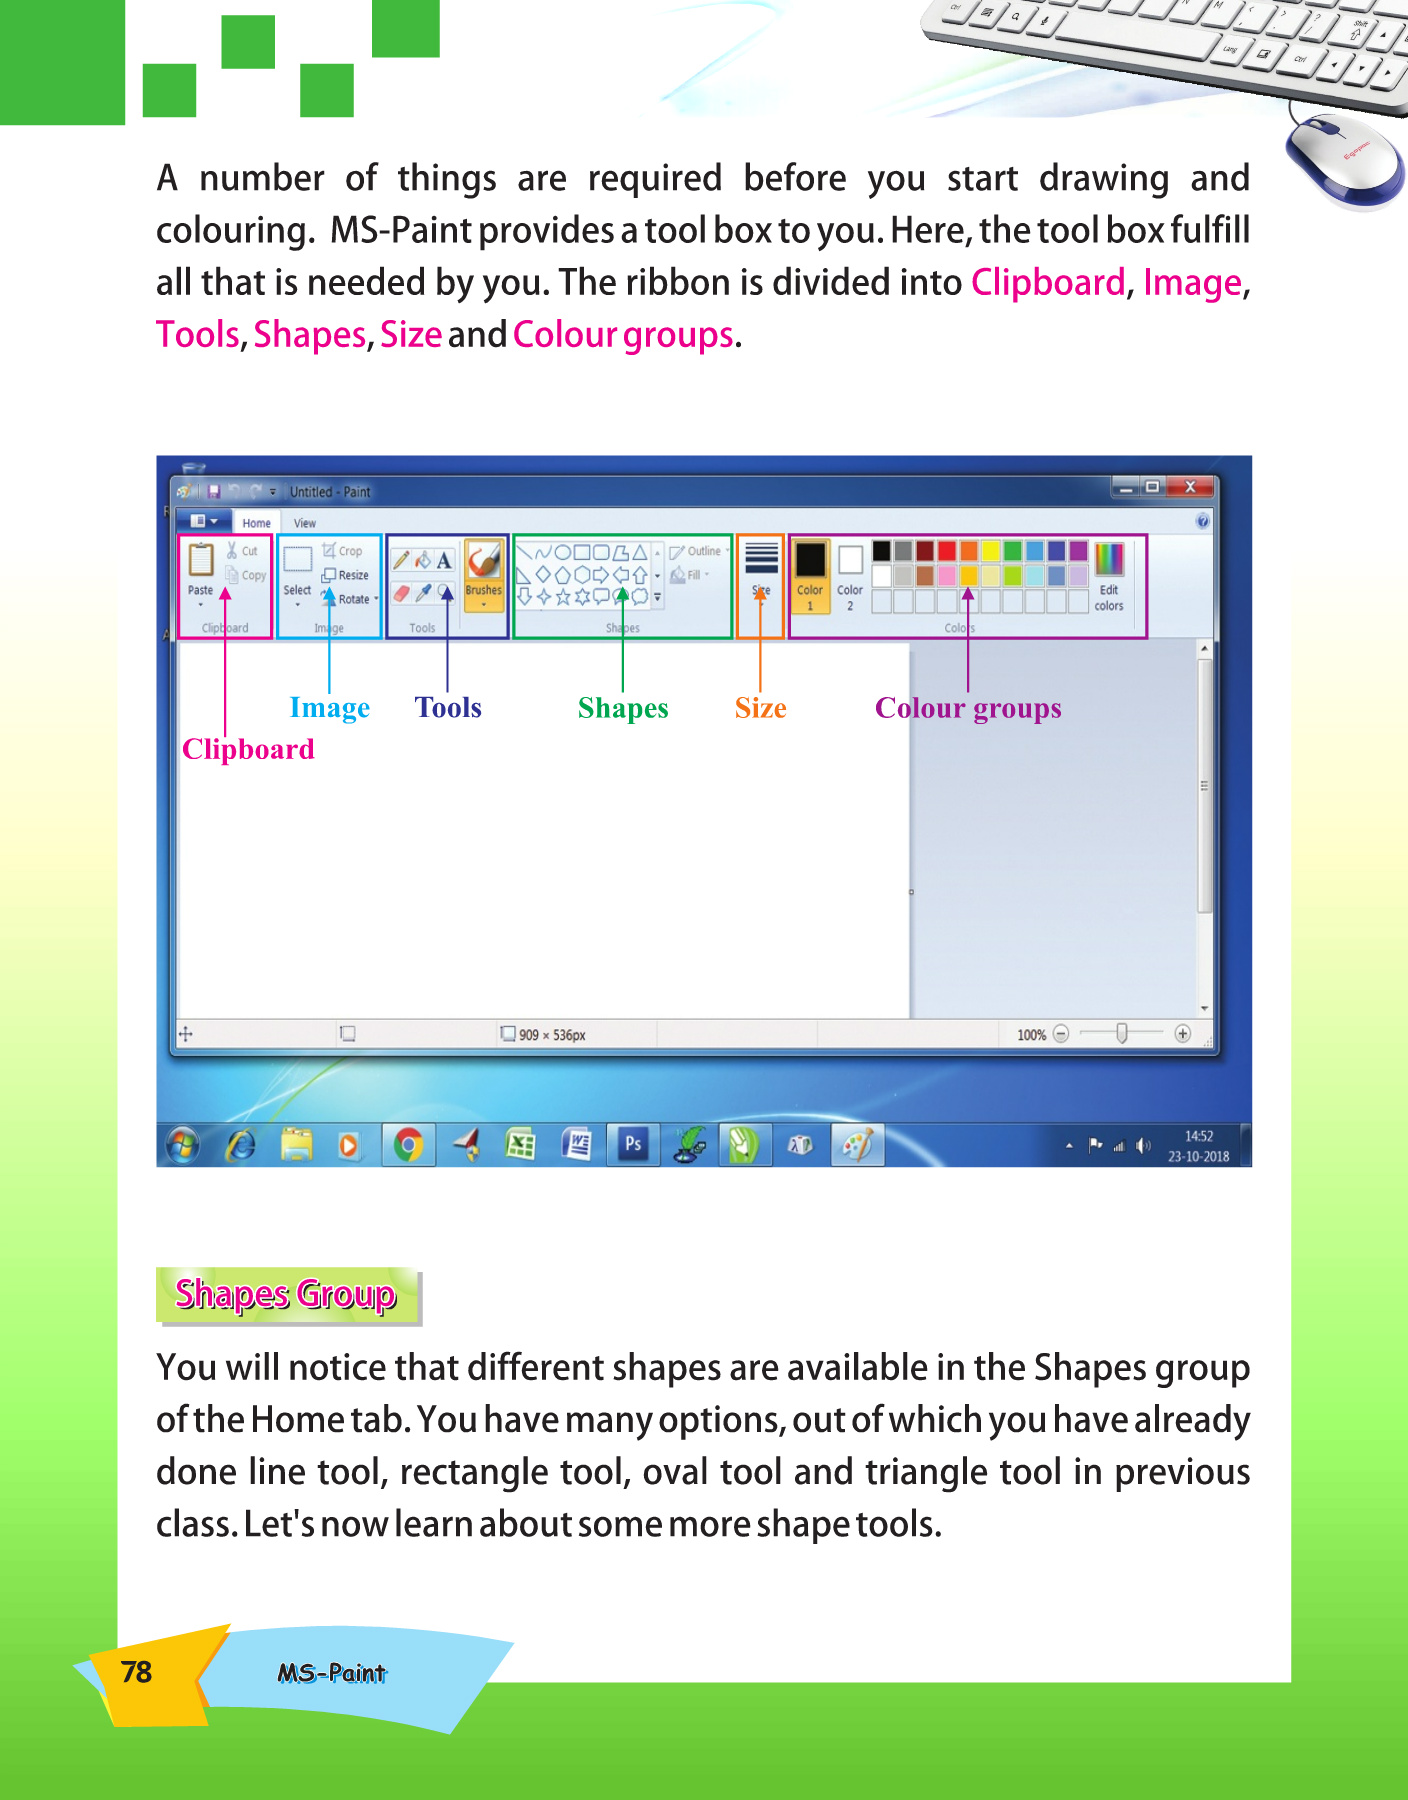 Ctrl
N M < > ? Shift
, . /
Lang Ctrl
A number of things are required before you start drawing and
colouring. MS-Paint provides a tool box to you. Here, the tool box fulfill
all that is needed by you. The ribbon is divided into Clipboard, Image,
Tools, Shapes, Size and Colour groups.
Untitled - Paint
Home View
Cut
Copy
Paste
Clipboard
Crop
Resize
Rotate
Select
Image
A
Tools
Brushes
Outline
Fill
Shapes
Size
Color
1
Color
2
Edit
colors
Colors
Image Tools Shapes Size Colour groups
Clipboard
909 × 536px
100%
Ps
14:52
23-10-2018
Shapes Group
You will notice that different shapes are available in the Shapes group
of the Home tab. You have many options, out of which you have already
done line tool, rectangle tool, oval tool and triangle tool in previous
class. Let's now learn about some more shape tools.
78 MS-Paint